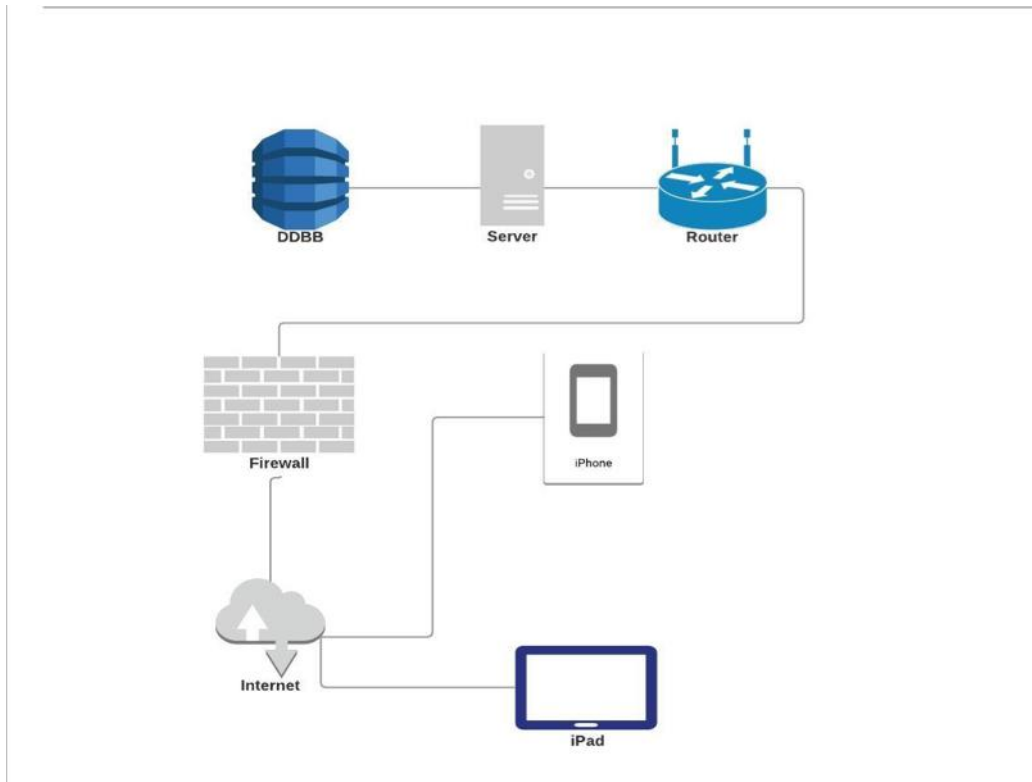 DDBB
Server
Router
Firewall
iPhone
Internet
iPad